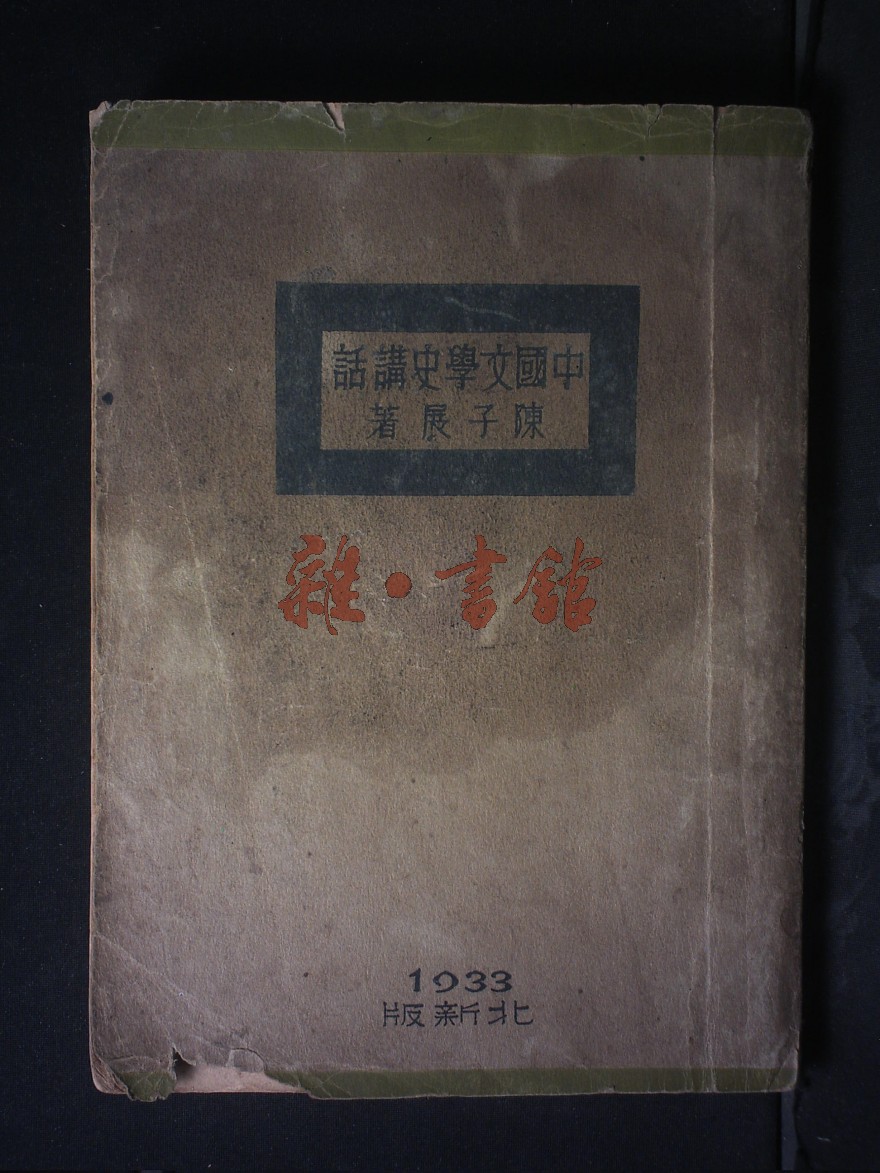 中國文學史講話
陳子展著
雜·書館
1933
北新版